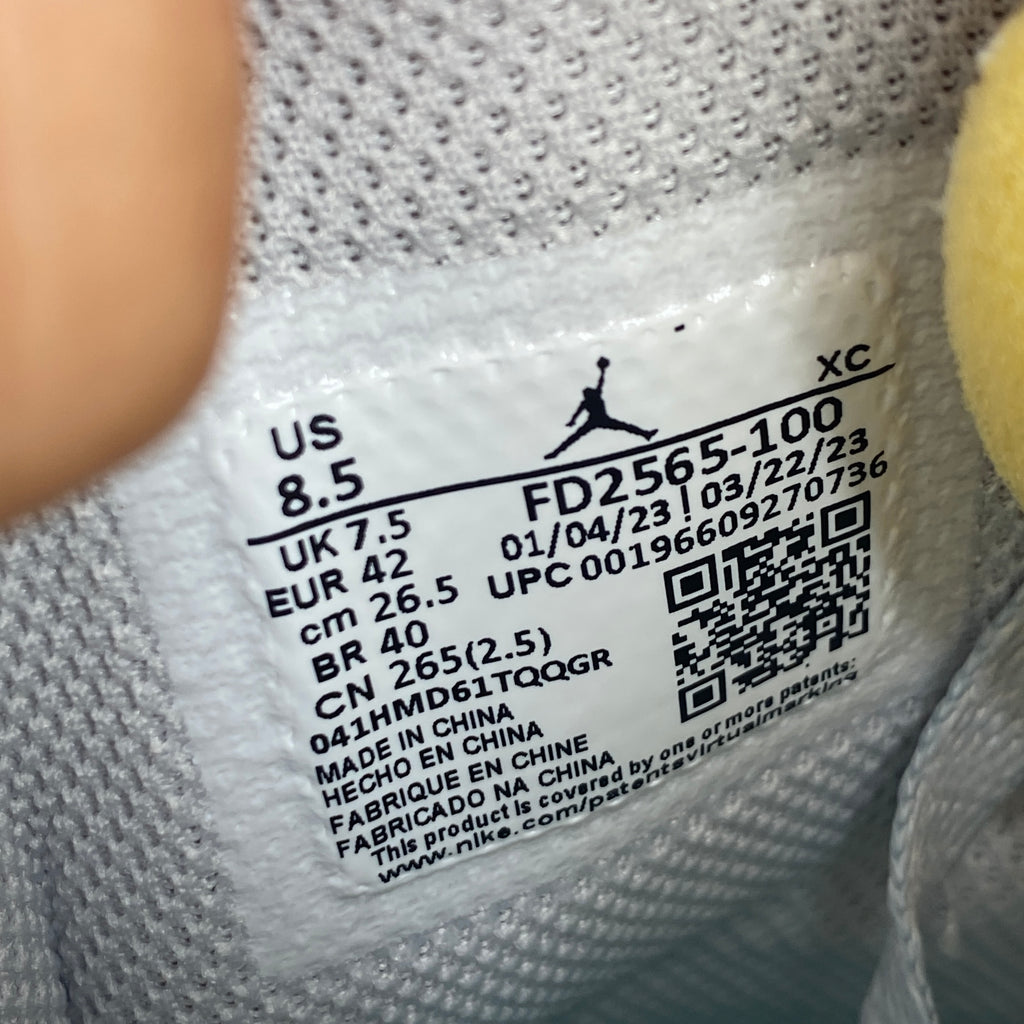 US
8.5
XC
UK 7.5
FD2565-100
EUR 42
01/04/23 | 03/22/23
cm 26.5
UPC 00196609270736
BR 40
CN 265(2.5)
041HMD61TQQGR
MADE IN CHINA
HECHO EN CHINA
FABRIQUE EN CHINE
FABRICADO NA CHINA
This product is covered by one or more patents:
www.nike.com/patentsvirtualmarking